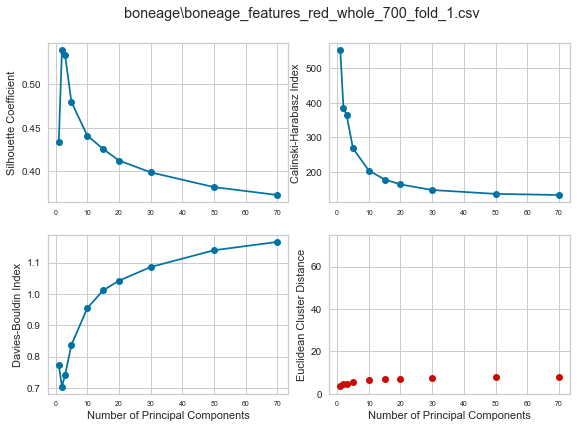 boneage\boneage_features_red_whole_700_fold_1.csv
Silhouette Coefficient
0.50
0.45
0.40
0 10 20 30 40 50 60 70
Calinski-Harabasz Index
500
400
300
200
0 10 20 30 40 50 60 70
Davies-Bouldin Index
1.1
1.0
0.9
0.8
0.7
0 10 20 30 40 50 60 70
Number of Principal Components
Euclidean Cluster Distance
60
40
20
0
0 10 20 30 40 50 60 70
Number of Principal Components